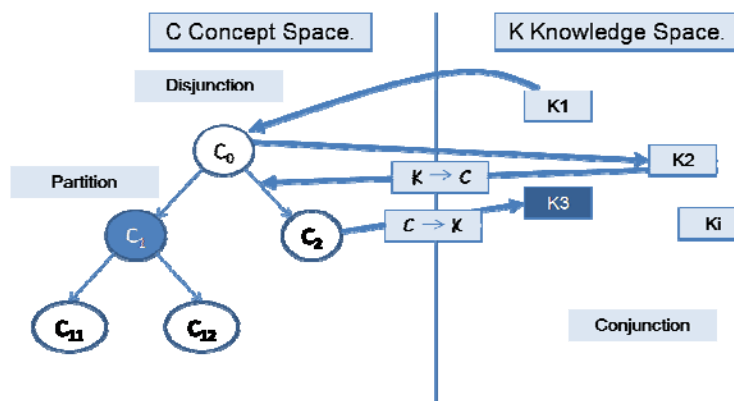 C Concept Space.
K Knowledge Space.
Disjunction
K1
C0
K2
Partition
K → C
K3
C1
C2
C → K
Ki
C11
C12
Conjunction